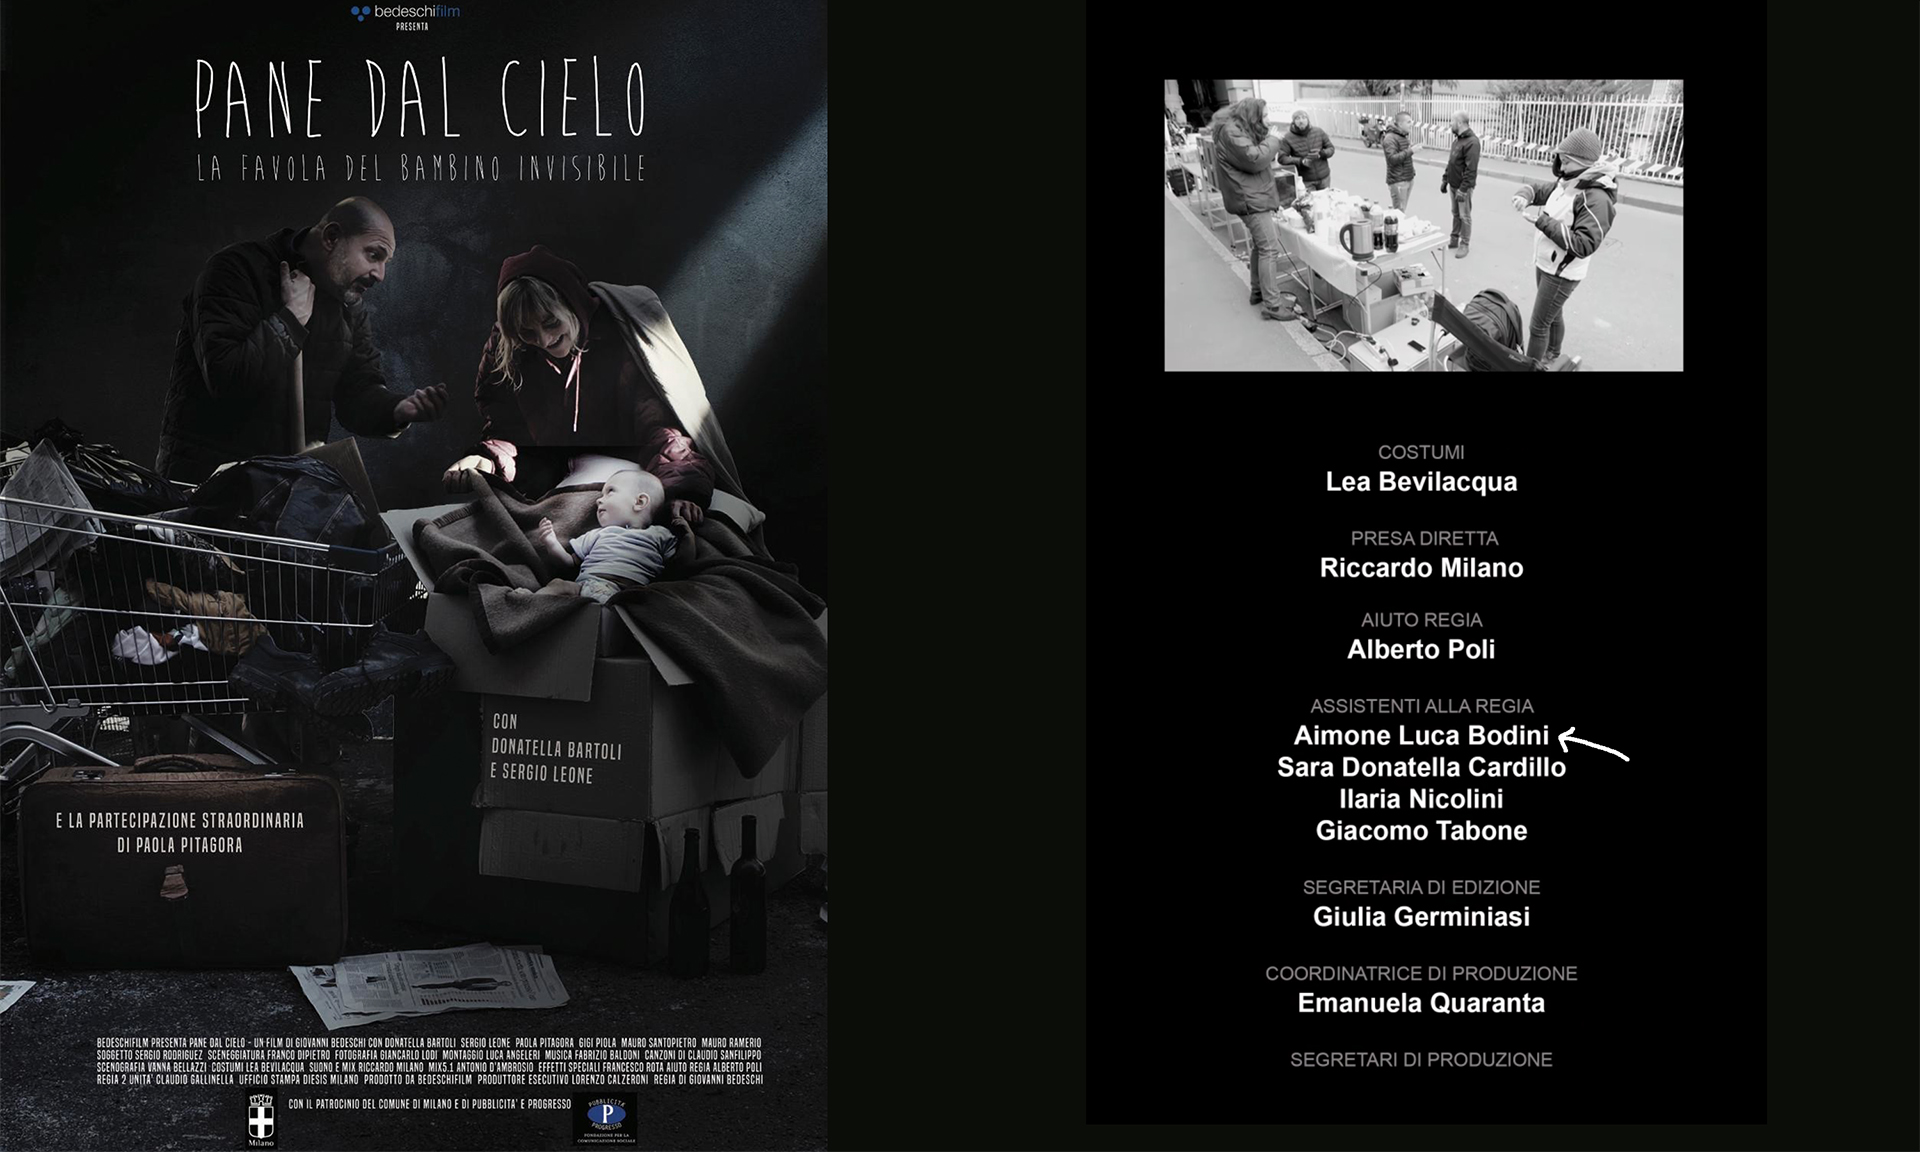 bedeschifilm
PRESENTA
PANE DAL CIELO
LA FAVOLA DEL BAMBINO INVISIBILE
CON
DONATELLA BARTOLI
E SERGIO LEONE
E LA PARTECIPAZIONE STRAORDINARIA
DI PAOLA PITAGORA
BEDESCHIFILM PRESENTA PANE DAL CIELO - UN FILM DI GIOVANNI BEDESCHI CON DONATELLA BARTOLI SERGIO LEONE PAOLA PITAGORA GIGI PIOLA MAURO SANTOPIETRO MAURO RAMERIO
SOGGETTO SERGIO RODRIGUEZ SCENEGGIATURA FRANCO DIPIETRO FOTOGRAFIA GIANCARLO LODI MONTAGGIO LUCA ANGELERI MUSICA FABRIZIO BALDONI CANZONI DI CLAUDIO SANFILIPPO
SCENOGRAFIA VANNA BELLAZZI COSTUMI LEA BEVILACQUA SUONO E MIX RICCARDO MILANO MIX5.1 ANTONIO D'AMBROSIO EFFETTI SPECIALI FRANCESCO ROTA AIUTO REGIA ALBERTO POLI
REGIA 2 UNITA' CLAUDIO GALLINELLA UFFICIO STAMPA DIESIS MILANO PRODOTTO DA BEDESCHIFILM PRODUTTORE ESECUTIVO LORENZO CALZERONI REGIA DI GIOVANNI BEDESCHI
CON IL PATROCINIO DEL COMUNE DI MILANO E DI PUBBLICITA' E PROGRESSO
Milano
PUBBLICITÀ
P
PROGRESSO
FONDAZIONE PER LA
COMUNICAZIONE SOCIALE
COSTUMI
Lea Bevilacqua
PRESA DIRETTA
Riccardo Milano
AIUTO REGIA
Alberto Poli
ASSISTENTI ALLA REGIA
Aimone Luca Bodini
Sara Donatella Cardillo
Ilaria Nicolini
Giacomo Tabone
SEGRETARIA DI EDIZIONE
Giulia Germiniasi
COORDINATRICE DI PRODUZIONE
Emanuela Quaranta
SEGRETARI DI PRODUZIONE